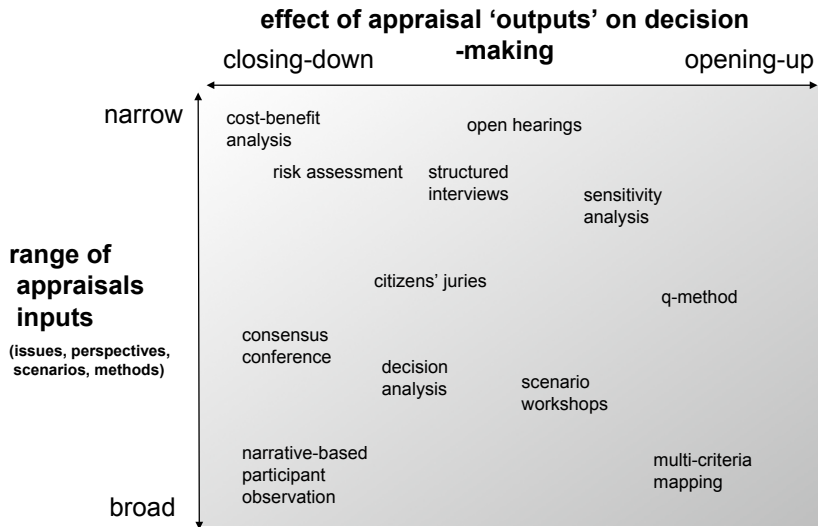 effect of appraisal ‘outputs’ on decision
-making
closing-down
opening-up
narrow
cost-benefit
analysis
open hearings
risk assessment
structured
interviews
sensitivity
analysis
range of
appraisals
inputs
(issues, perspectives,
scenarios, methods)
citizens’ juries
q-method
consensus
conference
decision
analysis
scenario
workshops
narrative-based
participant
observation
multi-criteria
mapping
broad